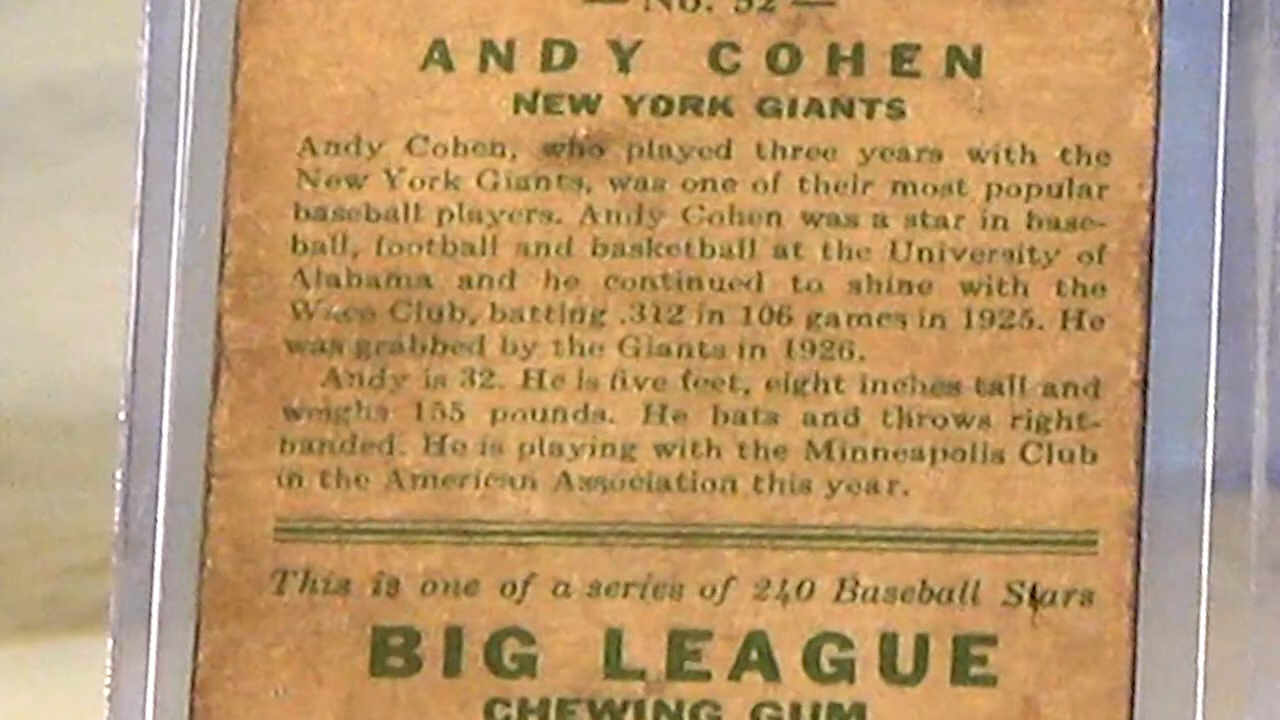 — No. 52 —
ANDY COHEN
NEW YORK GIANTS
Andy Cohen, who played three years with the
New York Giants, was one of their most popular
baseball players. Andy Cohen was a star in base-
ball, football and basketball at the University of
Alabama and he continued to shine with the
Waco Club, batting .312 in 106 games in 1925. He
was grabbed by the Giants in 1926.
Andy is 32. He is five feet, eight inches tall and
weighs 155 pounds. He bats and throws right-
handed. He is playing with the Minneapolis Club
in the American Association this year.
This is one of a series of 240 Baseball Stars
BIG LEAGUE
CHEWING GUM